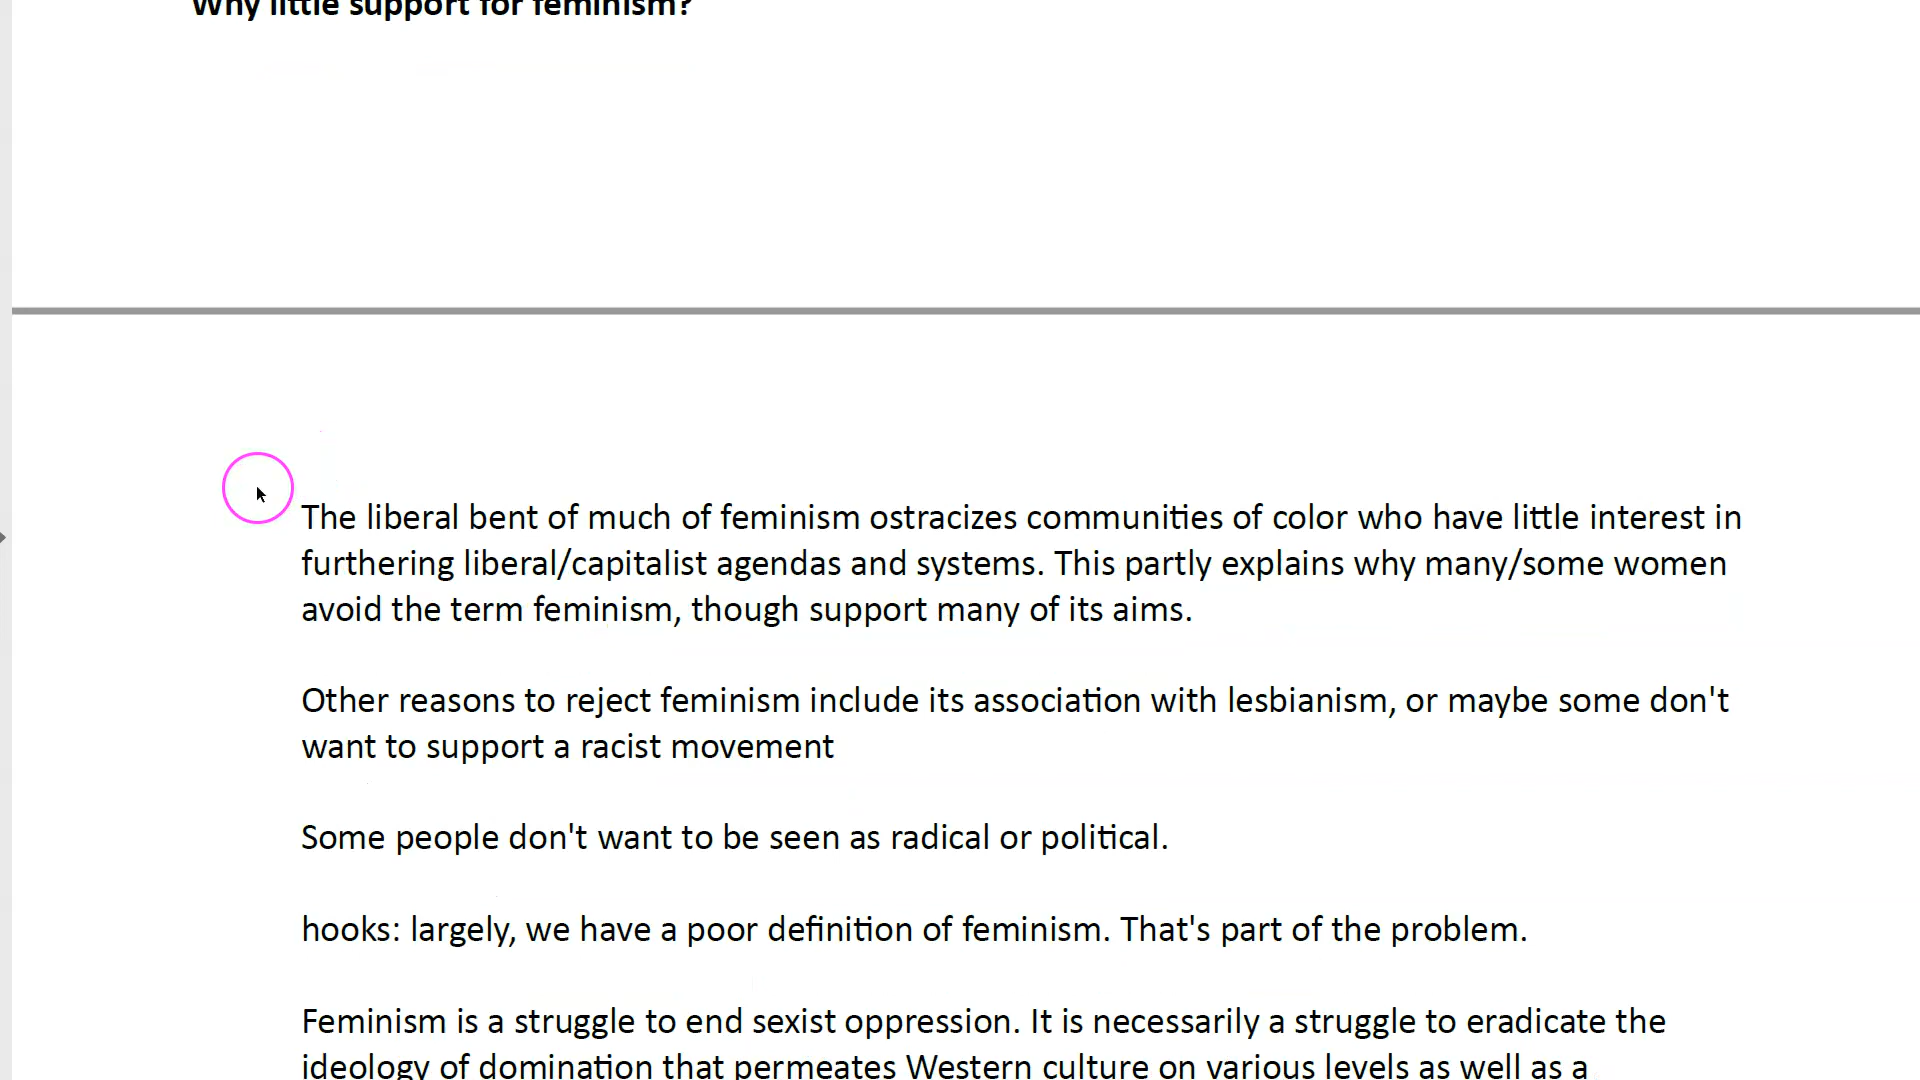 Why little support for feminism?
The liberal bent of much of feminism ostracizes communities of color who have little interest in
furthering liberal/capitalist agendas and systems. This partly explains why many/some women
avoid the term feminism, though support many of its aims.
Other reasons to reject feminism include its association with lesbianism, or maybe some don't
want to support a racist movement
Some people don't want to be seen as radical or political.
hooks: largely, we have a poor definition of feminism. That's part of the problem.
Feminism is a struggle to end sexist oppression. It is necessarily a struggle to eradicate the
ideology of domination that permeates Western culture on various levels as well as a